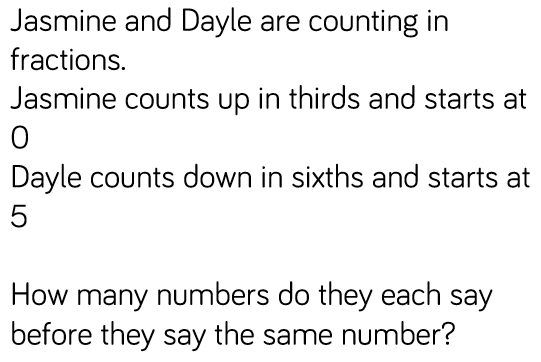 Jasmine and Dayle are counting in
fractions.
Jasmine counts up in thirds and starts at
0
Dayle counts down in sixths and starts at
5
How many numbers do they each say
before they say the same number?